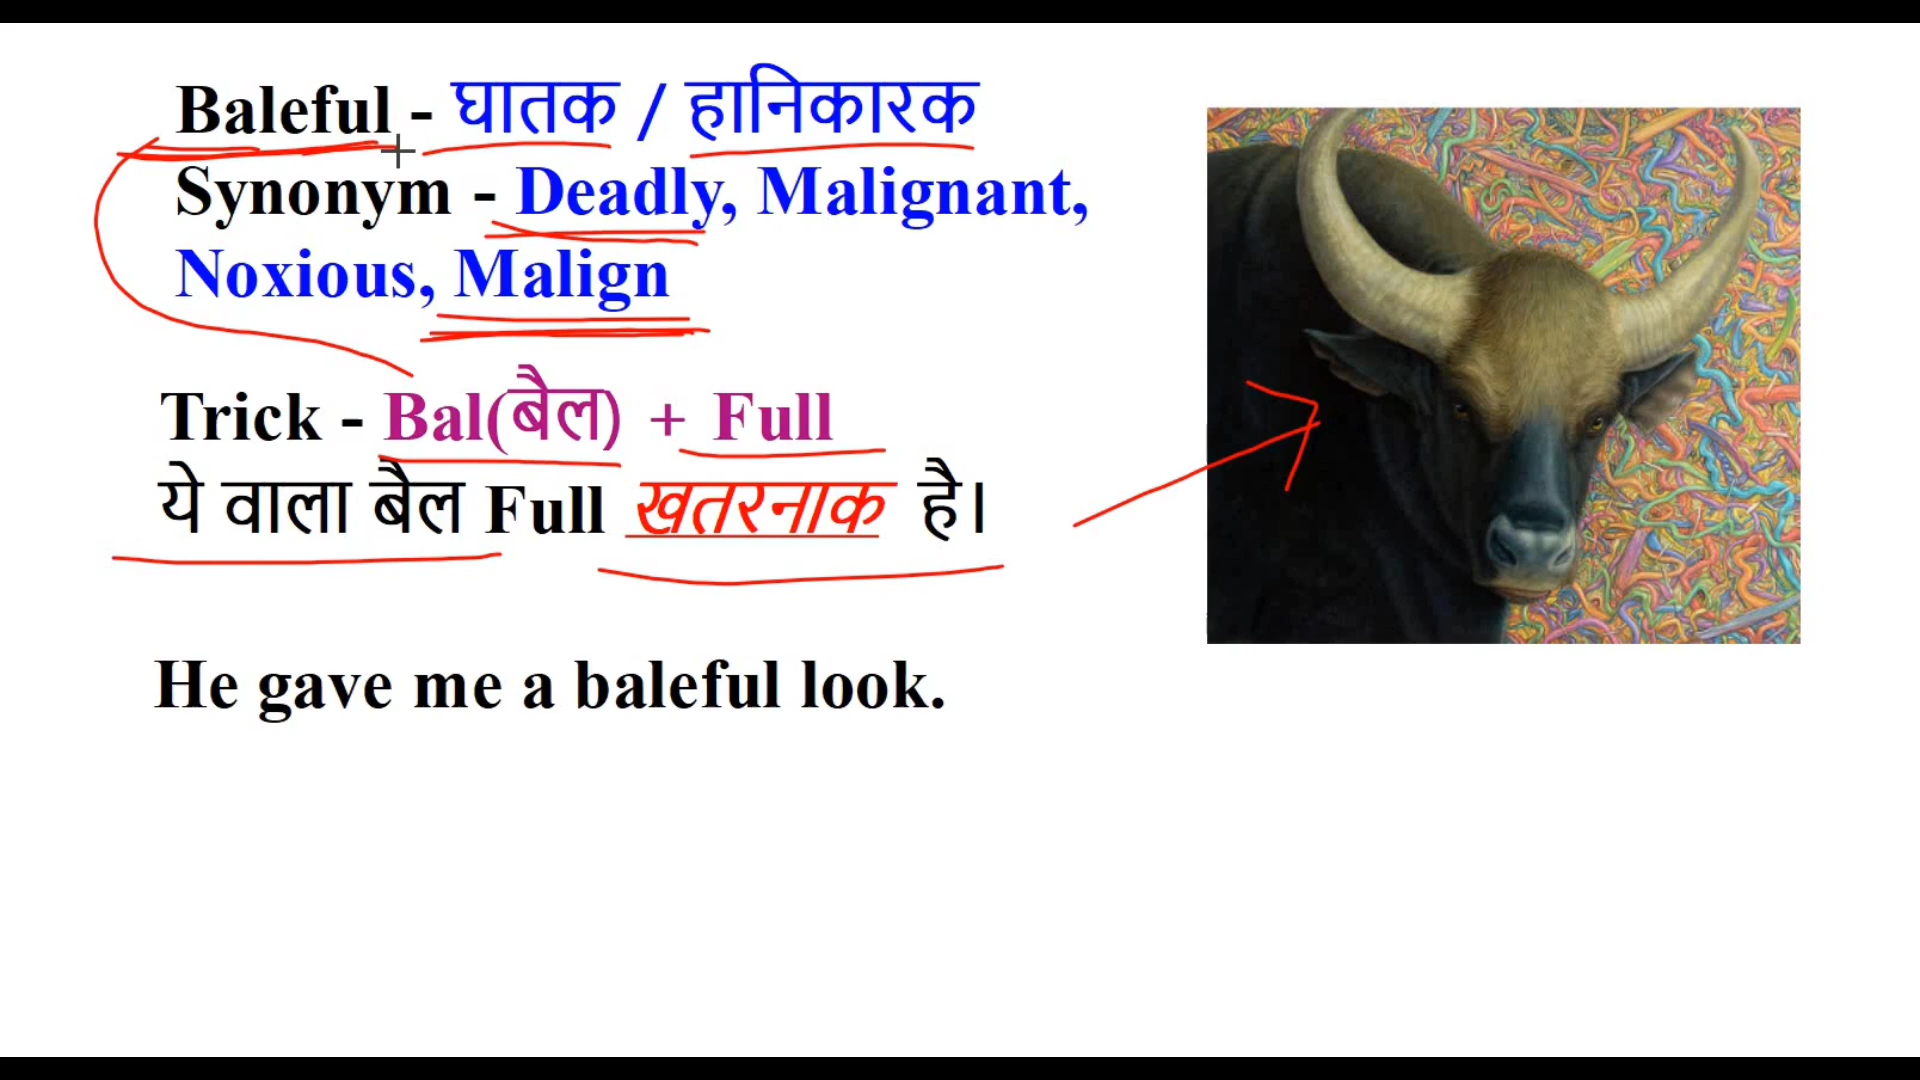 Baleful - घातक / हानिकारक
Synonym - Deadly, Malignant,
Noxious, Malign
Trick - Bal(बैल) + Full
ये वाला बैल Full खतरनाक है।
He gave me a baleful look.